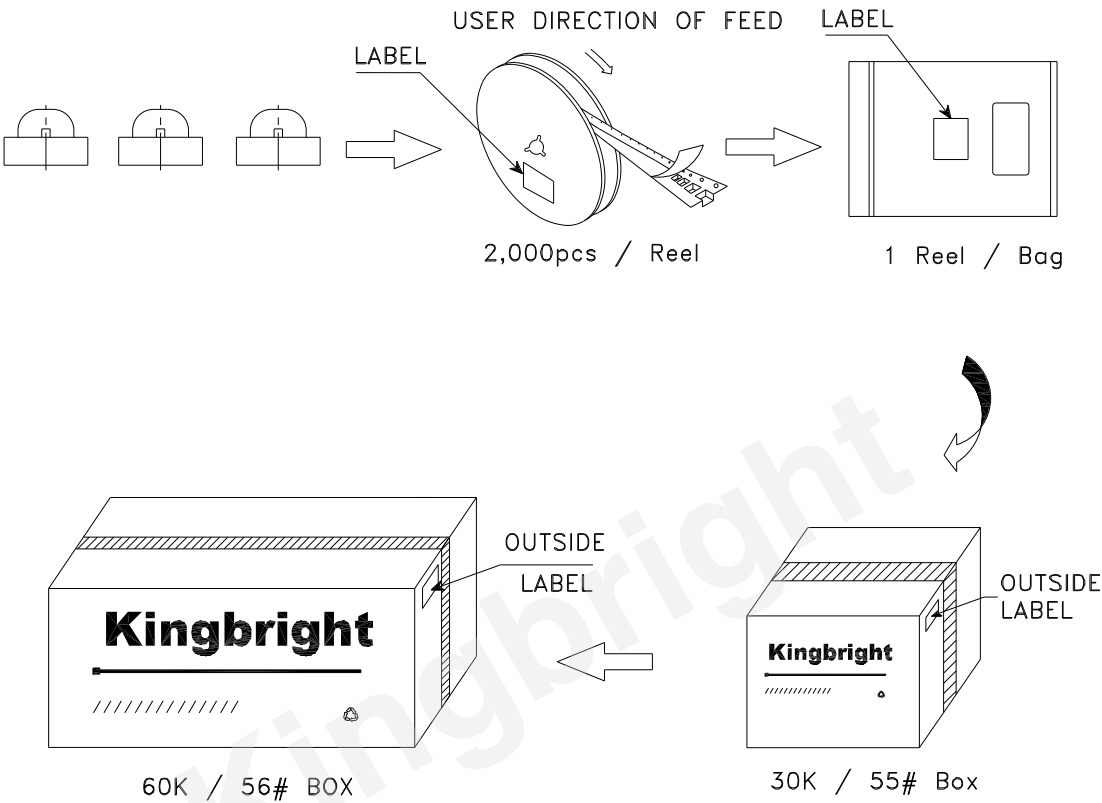 USER DIRECTION OF FEED
LABEL
LABEL
2,000pcs / Reel
1 Reel / Bag
OUTSIDE
LABEL
Kingbright
60K / 56# BOX
OUTSIDE
LABEL
Kingbright
30K / 55# Box
Kingbright